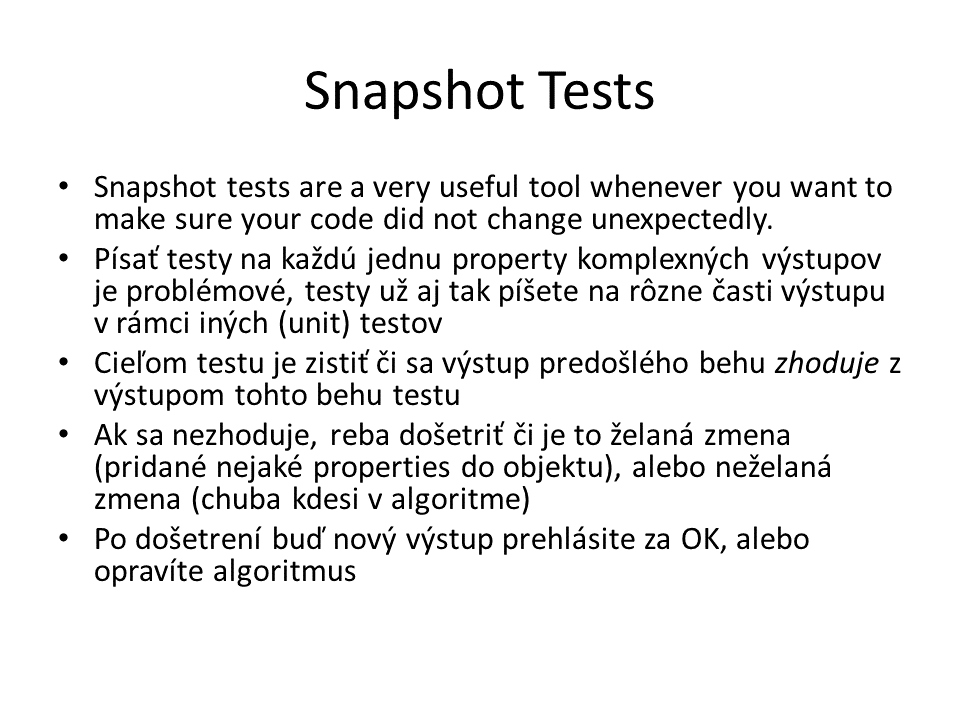 Snapshot Tests
• Snapshot tests are a very useful tool whenever you want to
make sure your code did not change unexpectedly.
• Písať testy na každú jednu property komplexných výstupov
je problémové, testy už aj tak píšete na rôzne časti výstupu
v rámci iných (unit) testov
• Cieľom testu je zistiť či sa výstup predošlého behu zhoduje z
výstupom tohto behu testu
• Ak sa nezhoduje, reba došetriť či je to želaná zmena
(pridané nejaké properties do objektu), alebo neželaná
zmena (chuba kdesi v algoritme)
• Po došetrení buď nový výstup prehlásite za OK, alebo
opravíte algoritmus